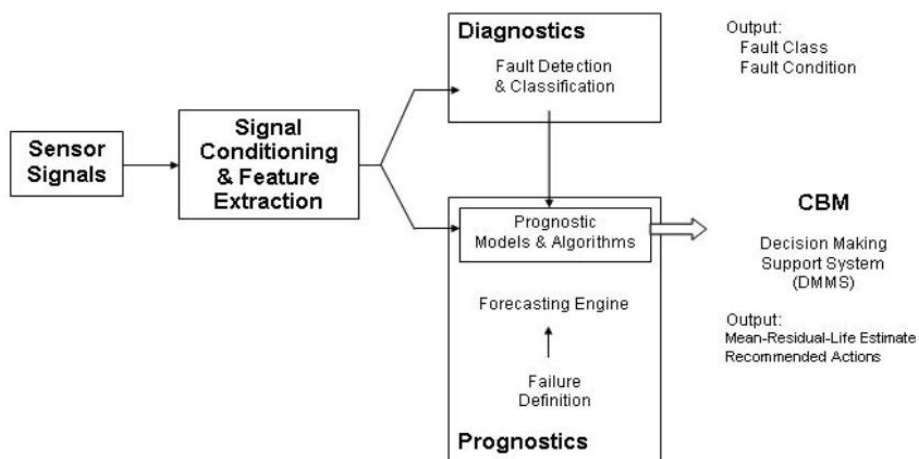 Sensor
Signals
Signal
Conditioning
& Feature
Extraction
Diagnostics
Fault Detection
& Classification
Output:
Fault Class
Fault Condition
Prognostic
Models & Algorithms
Forecasting Engine
Failure
Definition
Prognostics
CBM
Decision Making
Support System
(DMMS)
Output:
Mean-Residual-Life Estimate
Recommended Actions